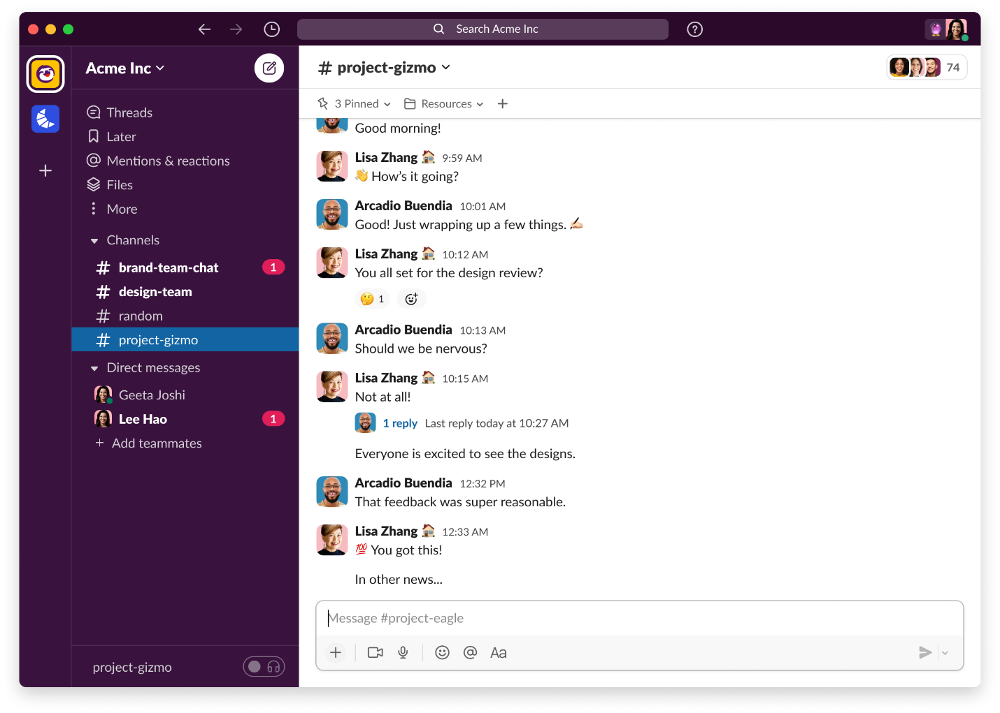 Search Acme Inc
Acme Inc
Threads
Later
Mentions & reactions
Files
More
Channels
# brand-team-chat 1
# design-team
# random
# project-gizmo
Direct messages
Geeta Joshi
Lee Hao 1
+ Add teammates
project-gizmo
# project-gizmo
74
3 Pinned
Resources
+
Good morning!
Lisa Zhang 🏠 9:59 AM
👋 How’s it going?
Arcadio Buendia 10:01 AM
Good! Just wrapping up a few things. ✍🏻
Lisa Zhang 🏠 10:12 AM
You all set for the design review?
🤔 1
Arcadio Buendia 10:13 AM
Should we be nervous?
Lisa Zhang 🏠 10:15 AM
Not at all!
1 reply Last reply today at 10:27 AM
Everyone is excited to see the designs.
Arcadio Buendia 12:32 PM
That feedback was super reasonable.
Lisa Zhang 🏠 12:33 AM
💯 You got this!
In other news...
Message #project-eagle
Aa